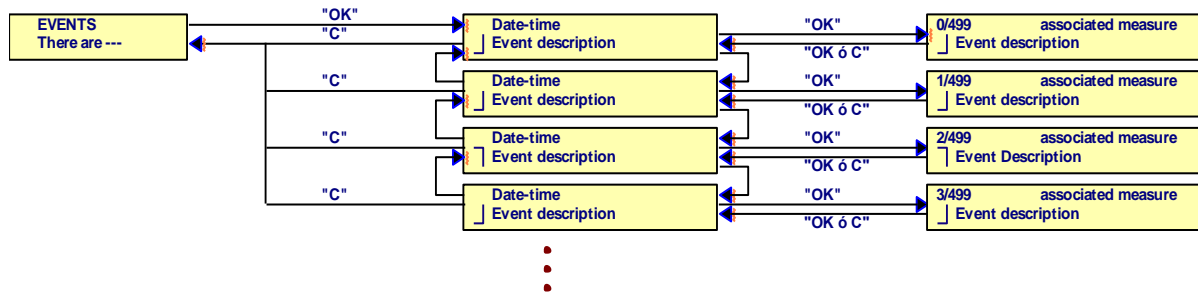 EVENTS
There are ---
"OK"
"C"
Date-time
Event description
"OK"
"OK ó C"
0/499 associated measure
Event description
"C"
Date-time
Event description
"OK"
"OK ó C"
1/499 associated measure
Event description
"C"
Date-time
Event description
"OK"
"OK ó C"
2/499 associated measure
Event Description
"C"
Date-time
Event description
"OK"
"OK ó C"
3/499 associated measure
Event description